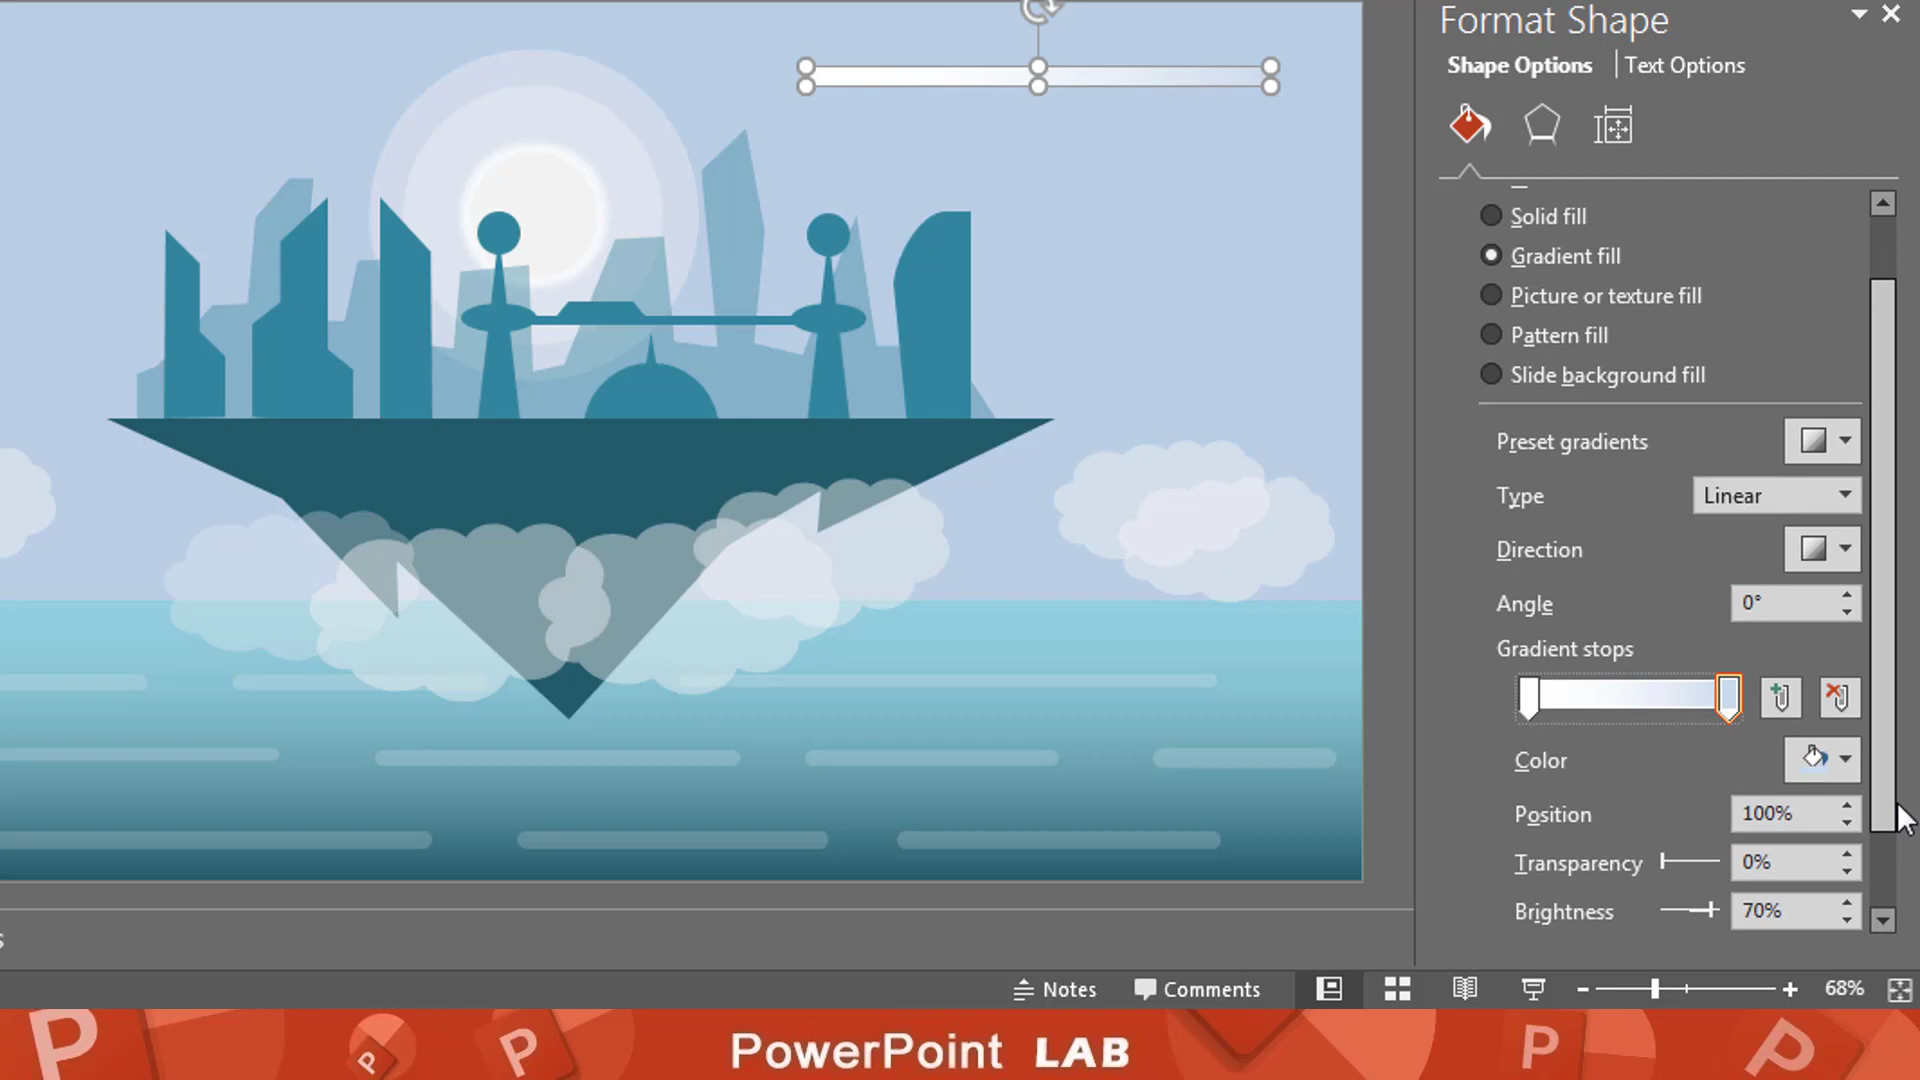 Format Shape
Shape Options | Text Options
Solid fill
Gradient fill
Picture or texture fill
Pattern fill
Slide background fill
Preset gradients
Type Linear
Direction
Angle 0°
Gradient stops
Color
Position 100%
Transparency 0%
Brightness 70%
s
Notes Comments 68%
P P P PowerPoint LAB P P